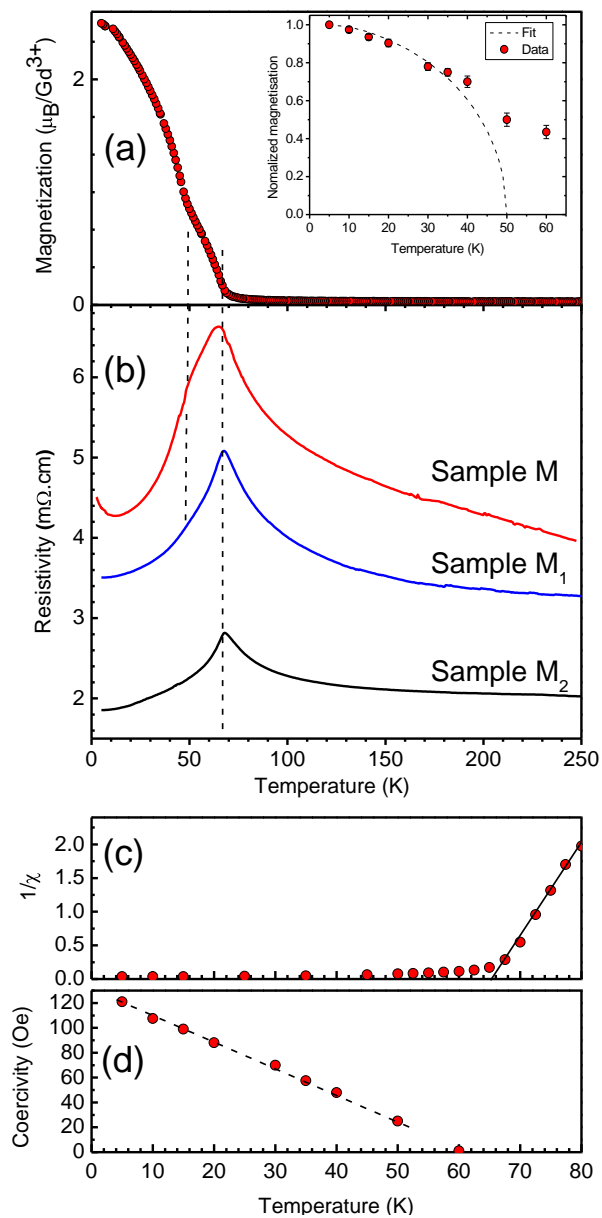 (a)
Magnetization (μB/Gd3+)
2
0
Fit
Data
Nomalized magnetisation
1.0
0.8
0.6
0.4
0.2
0.0
0 10 20 30 40 50 60
Temperature (K)
(b)
Resistivity (mΩ.cm)
6
5
4
3
2
Sample M
Sample M1
Sample M2
0 50 100 150 200 250
Temperature (K)
(c)
1/χ
2.0
1.5
1.0
0.5
0.0
(d)
Coercivity (Oe)
120
100
80
60
40
20
0
0 10 20 30 40 50 60 70 80
Temperature (K)